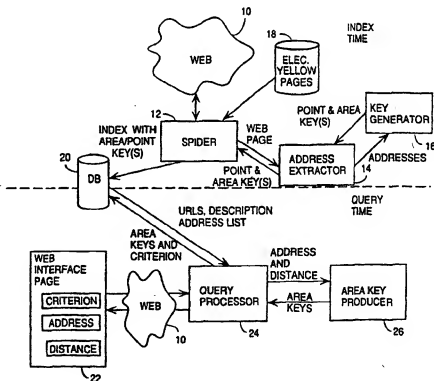 10
18
INDEX
TIME
WEB
ELEC.
YELLOW
PAGES
12
SPIDER
INDEX WITH
AREA/POINT
KEY(S)
WEB
PAGE
POINT &
AREA KEY(S)
POINT & AREA
KEY(S)
KEY
GENERATOR
16
ADDRESS
EXTRACTOR
ADDRESSES
14
20
DB
QUERY
TIME
URLS, DESCRIPTION
ADDRESS LIST
AREA
KEYS AND
CRITERION
WEB
INTERFACE
PAGE
CRITERION
ADDRESS
DISTANCE
22
WEB
10
QUERY
PROCESSOR
24
ADDRESS
AND
DISTANCE
AREA
KEYS
AREA KEY
PRODUCER
26